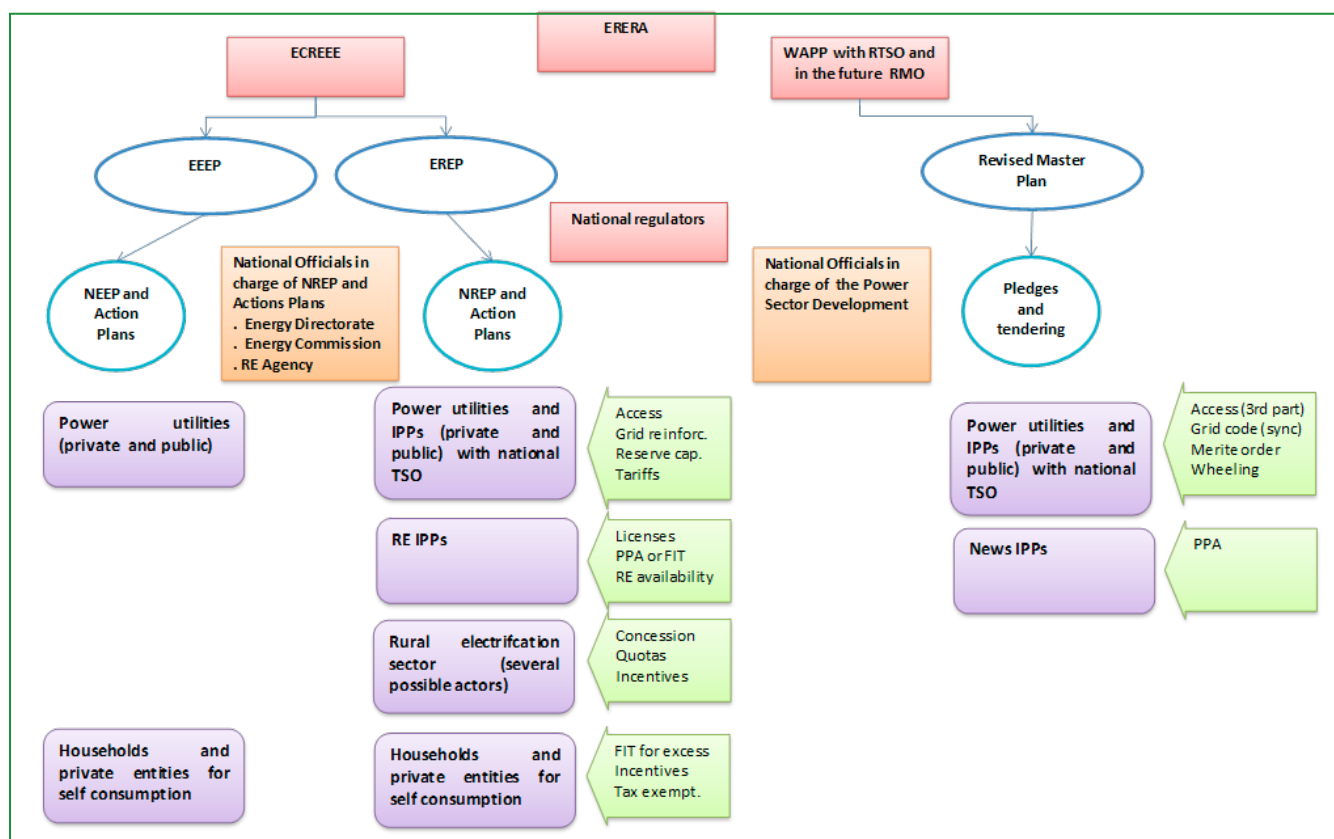 ERERA
ECREEE
WAPP with RTSO and
in the future RMO
EEEP
EREP
Revised Master
Plan
National regulators
National Officials in
charge of NREP and
Actions Plans
. Energy Directorate
. Energy Commission
. RE Agency
National Officials in
charge of the Power
Sector Development
NEEP and
Action
Plans
NREP and
Action
Plans
Pledges
and
tendering
Power utilities
(private and public)
Power utilities and
IPPs (private and
public) with national
TSO
Access
Grid reinforc.
Reserve cap.
Tariffs
Power utilities and
IPPs (private and
public) with national
TSO
Access (3rd part)
Grid code (sync)
Merite order
Wheeling
RE IPPs
Licenses
PPA or FIT
RE availability
News IPPs
PPA
Rural electrifcation
sector (several
possible actors)
Concession
Quotas
Incentives
Households and
private entities for
self consumption
Households and
private entities for
self consumption
FIT for excess
Incentives
Tax exempt.